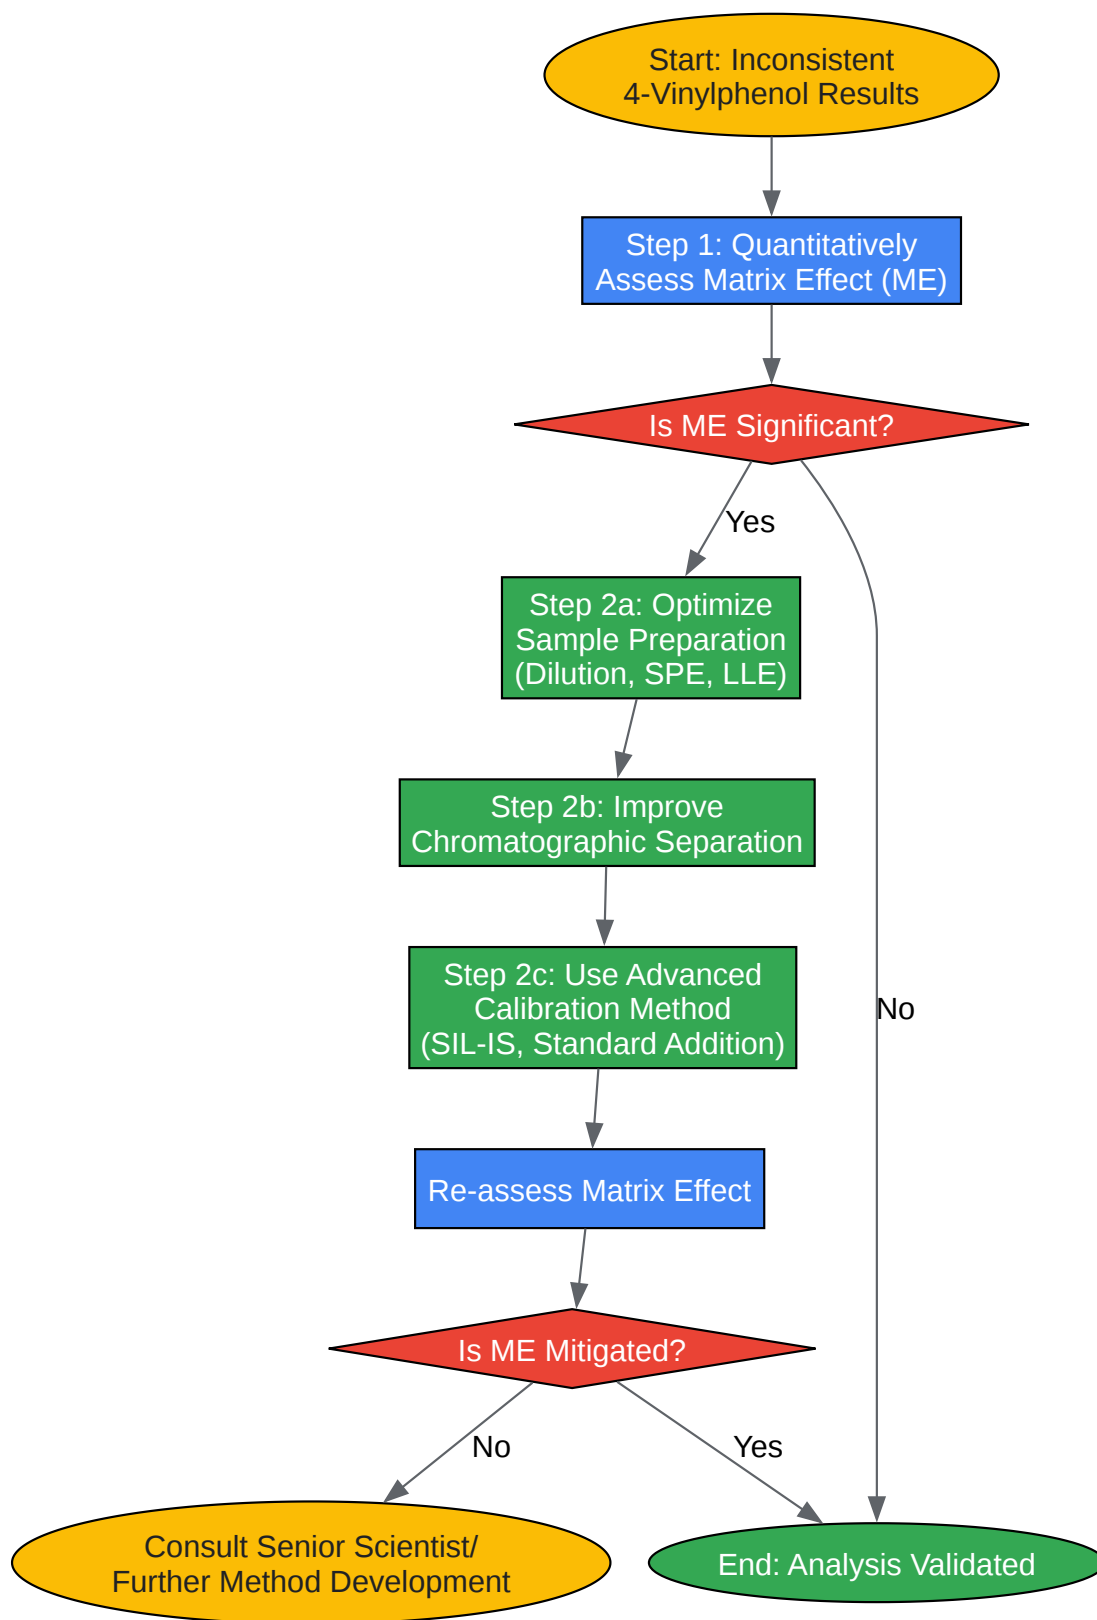 Start: Inconsistent
4-Vinylphenol Results
Step 1: Quantitatively
Assess Matrix Effect (ME)
Is ME Significant?
Yes
Step 2a: Optimize
Sample Preparation
(Dilution, SPE, LLE)
Step 2b: Improve
Chromatographic Separation
Step 2c: Use Advanced
Calibration Method
(SIL-IS, Standard Addition)
No
Re-assess Matrix Effect
Is ME Mitigated?
No
Yes
Consult Senior Scientist/
Further Method Development
End: Analysis Validated